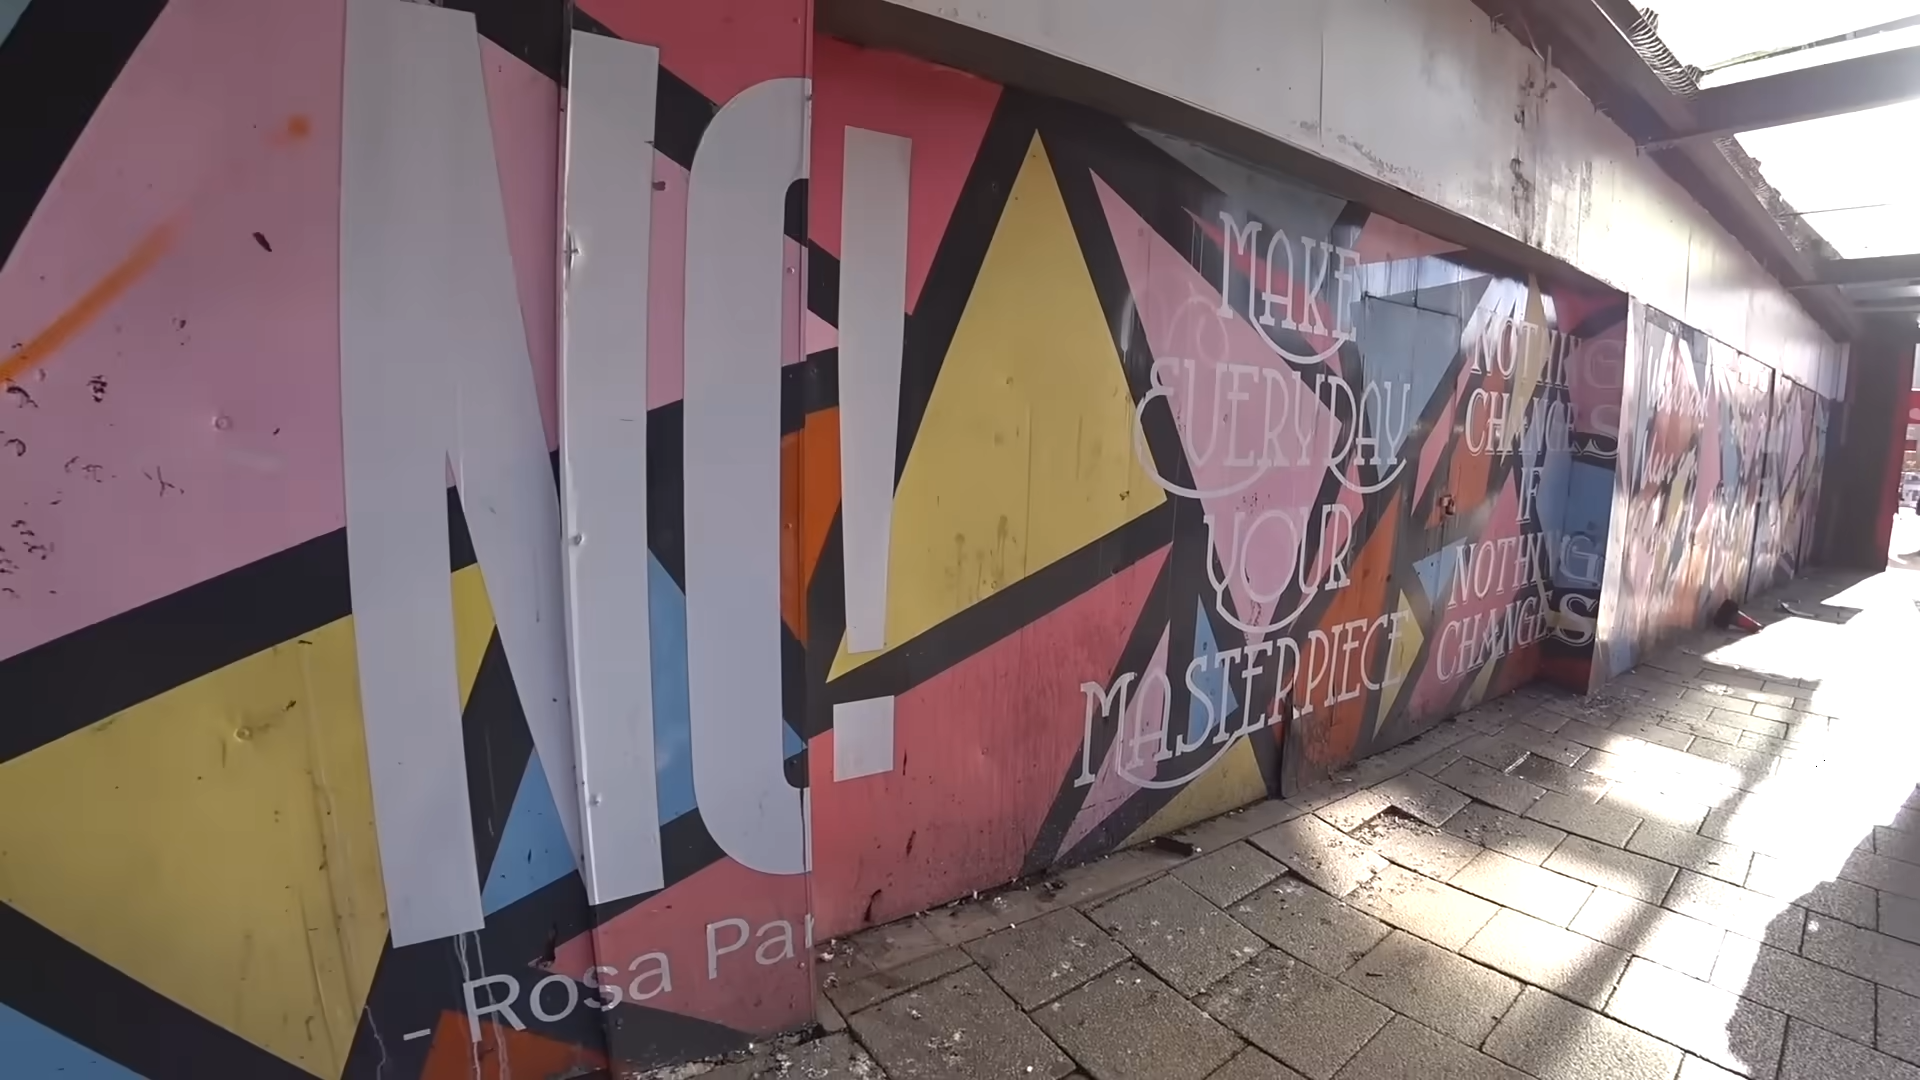 NO!
- Rosa Par
MAKE
EVERYDAY
YOUR
MASTERPIECE
NOTHING
CHANGES
IF
NOTHING
CHANGES